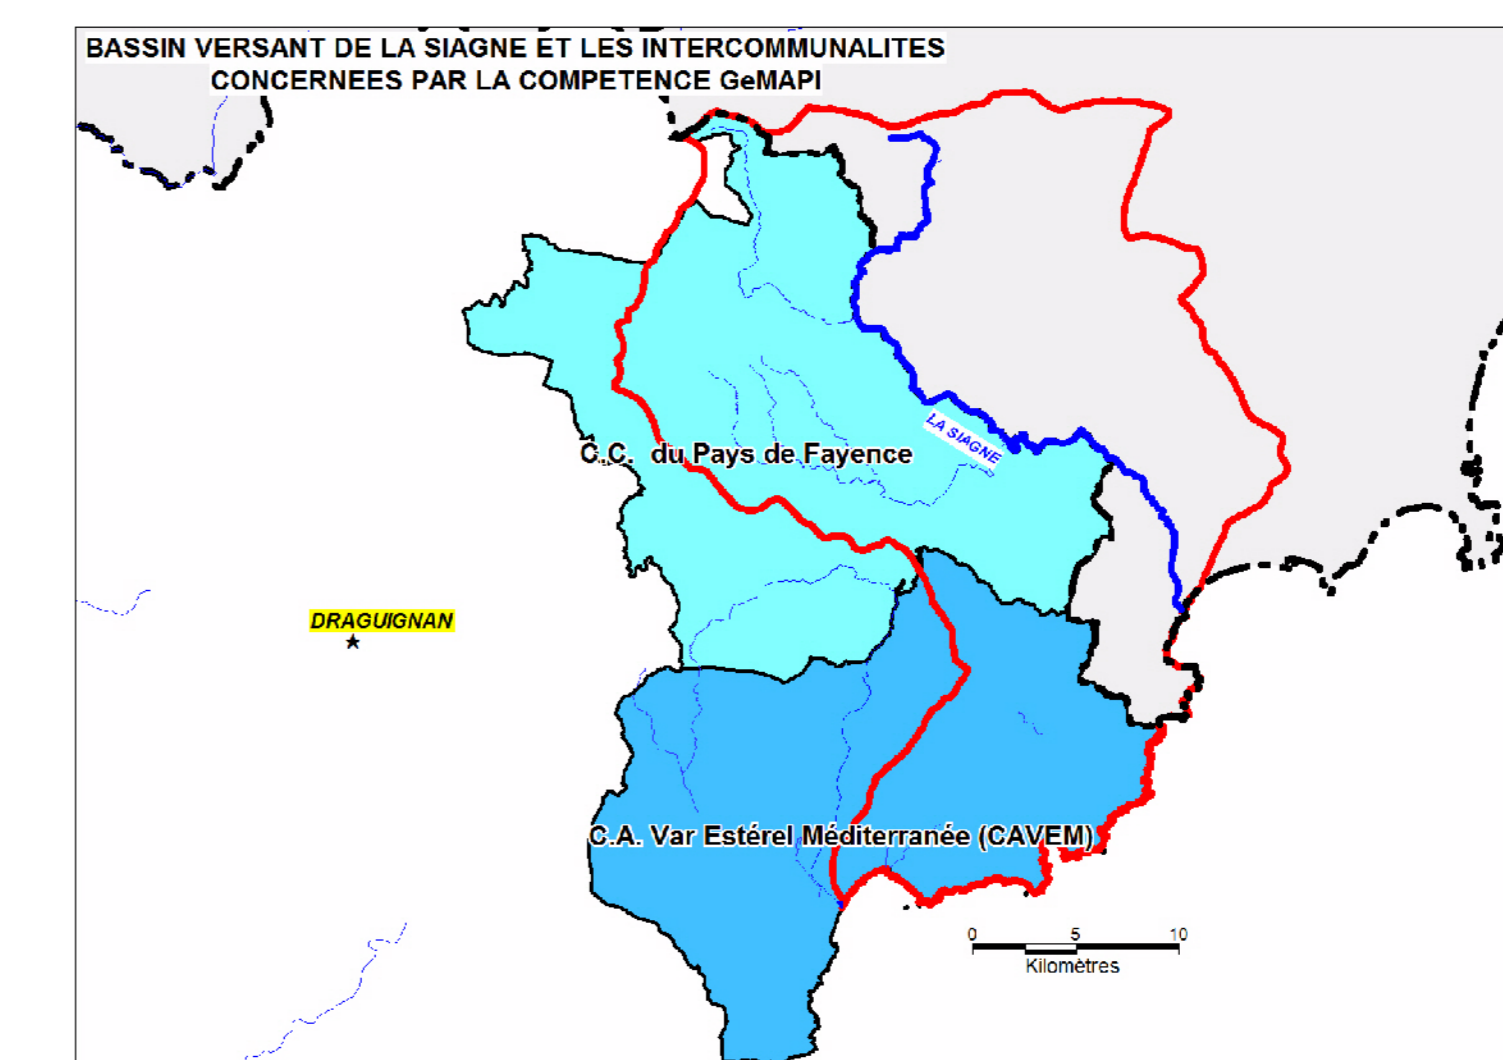 BASSIN VERSANT DE LA SIAGNE ET LES INTERCOMMUNALITES
CONCERNEES PAR LA COMPETENCE GeMAPI
LA SIAGNE
C.C. du Pays de Fayence
DRAGUIGNAN
C.A. Var Estérel Méditerranée (CAVEM)
0 5 10
Kilomètres